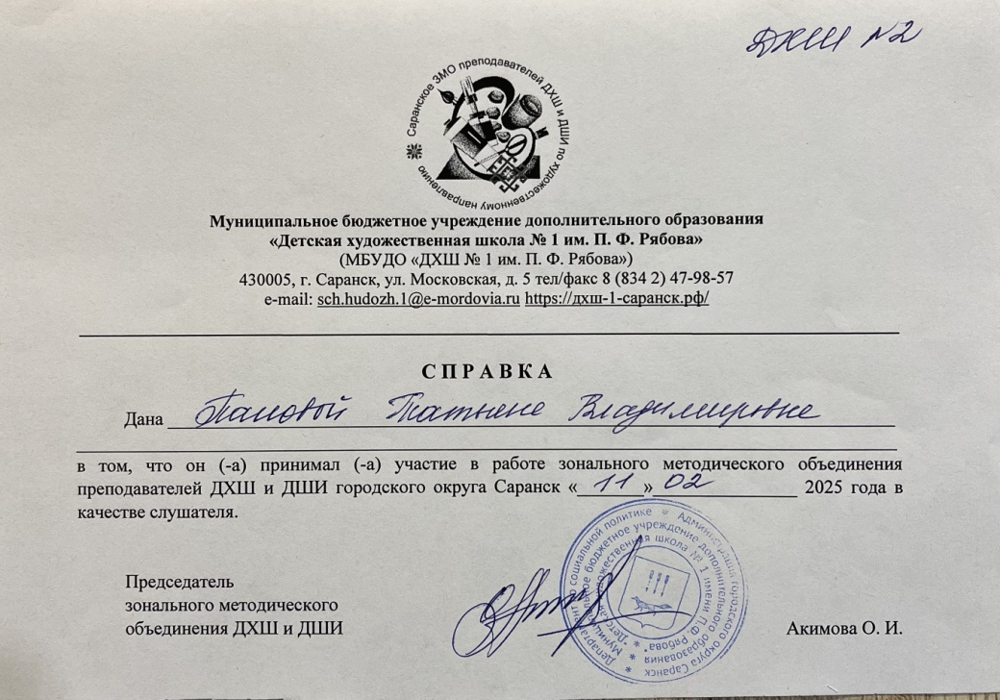 ДХШ №2
Саранское ЗМО преподавателей ДХШ и ДШИ по художественному направлению
Муниципальное бюджетное учреждение дополнительного образования
«Детская художественная школа № 1 им. П. Ф. Рябова»
(МБУДО «ДХШ № 1 им. П. Ф. Рябова»)
430005, г. Саранск, ул. Московская, д. 5 тел/факс 8 (834 2) 47-98-57
e-mail: sch.hudozh.1@e-mordovia.ru https://дхш-1-саранск.рф/
СПРАВКА
Дана Пановой Татьяне Владимировне
в том, что он (-а) принимал (-а) участие в работе зонального методического объединения
преподавателей ДХШ и ДШИ городского округа Саранск «11» 02 2025 года в
качестве слушателя.
Председатель
зонального методического
объединения ДХШ и ДШИ
Акимова О. И.
Департамент по социальной политике * Администрация городского округа Саранск *
Муниципальное бюджетное учреждение дополнительного образования *
"Детская художественная школа № 1 имени П.Ф. Рябова" *